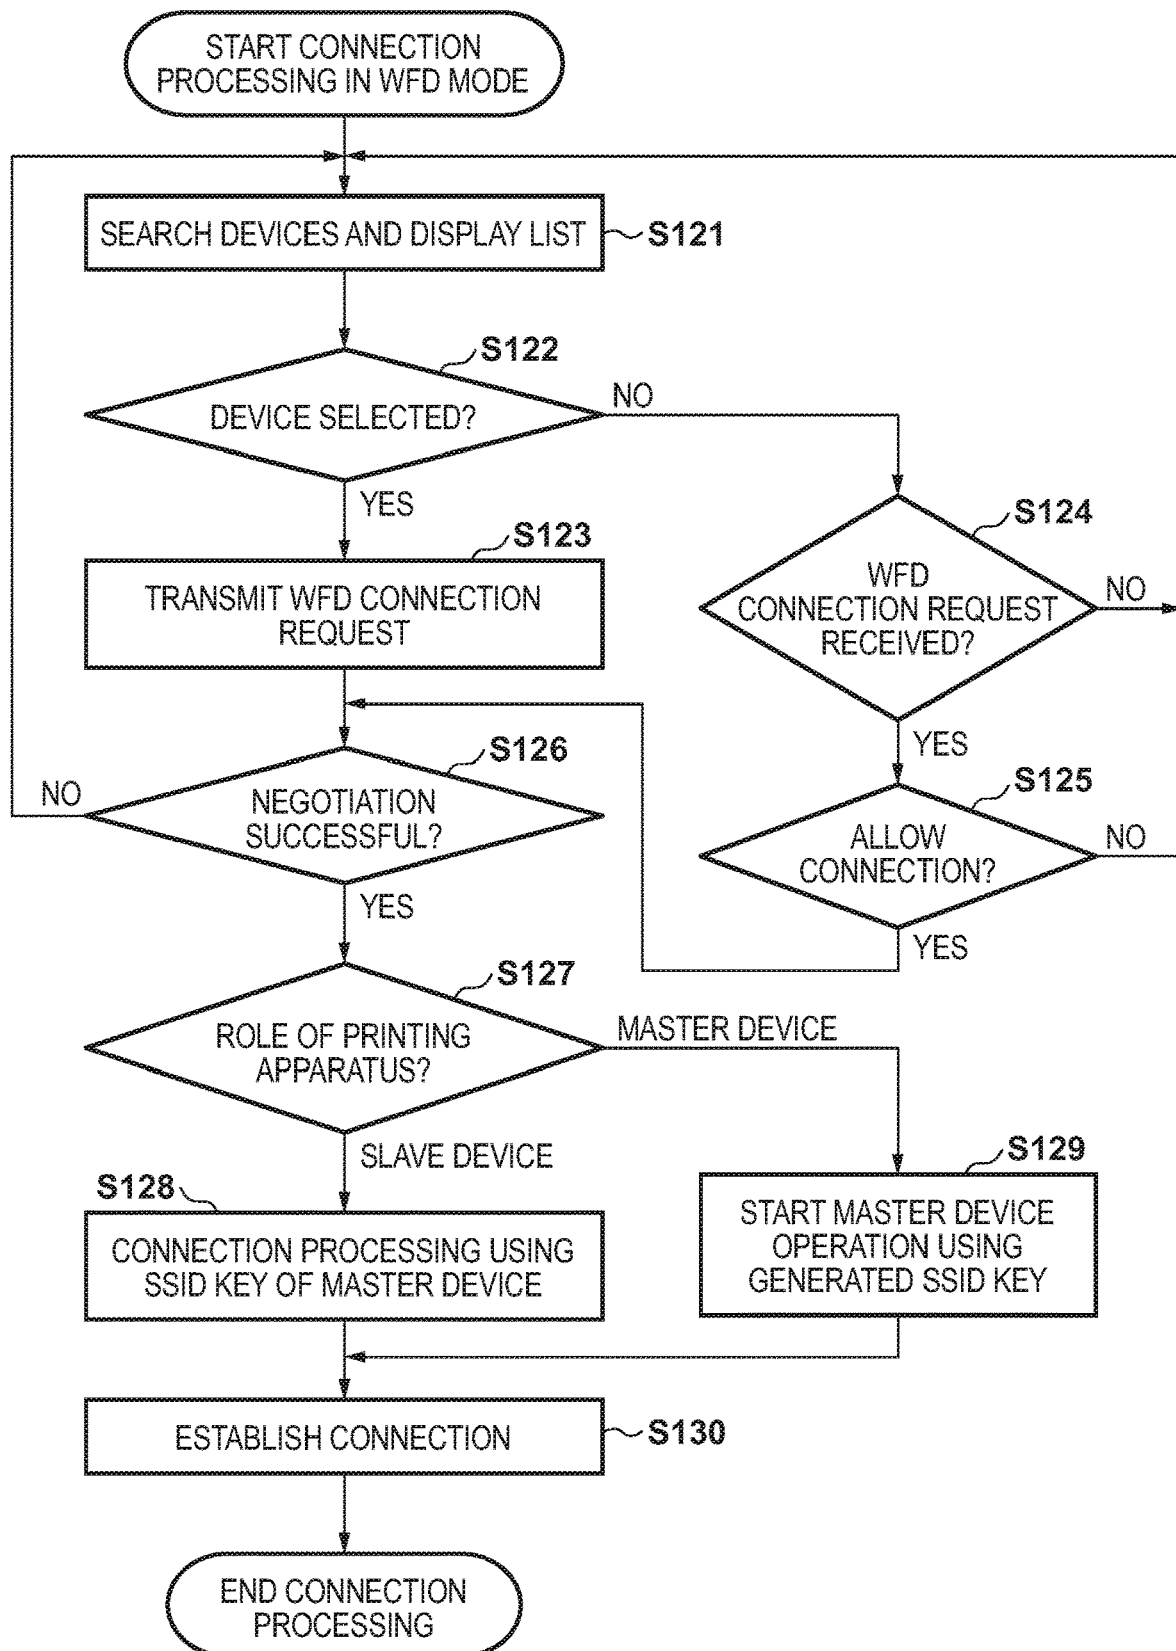 START CONNECTION
PROCESSING IN WFD MODE
SEARCH DEVICES AND DISPLAY LIST
S121
S122
DEVICE SELECTED?
NO
YES
S123
TRANSMIT WFD CONNECTION
REQUEST
S124
WFD
CONNECTION REQUEST
RECEIVED?
NO
YES
S125
ALLOW
CONNECTION?
NO
YES
S126
NEGOTIATION
SUCCESSFUL?
NO
YES
S127
ROLE OF PRINTING
APPARATUS?
MASTER DEVICE
SLAVE DEVICE
S128
CONNECTION PROCESSING USING
SSID KEY OF MASTER DEVICE
S129
START MASTER DEVICE
OPERATION USING
GENERATED SSID KEY
ESTABLISH CONNECTION
S130
END CONNECTION
PROCESSING